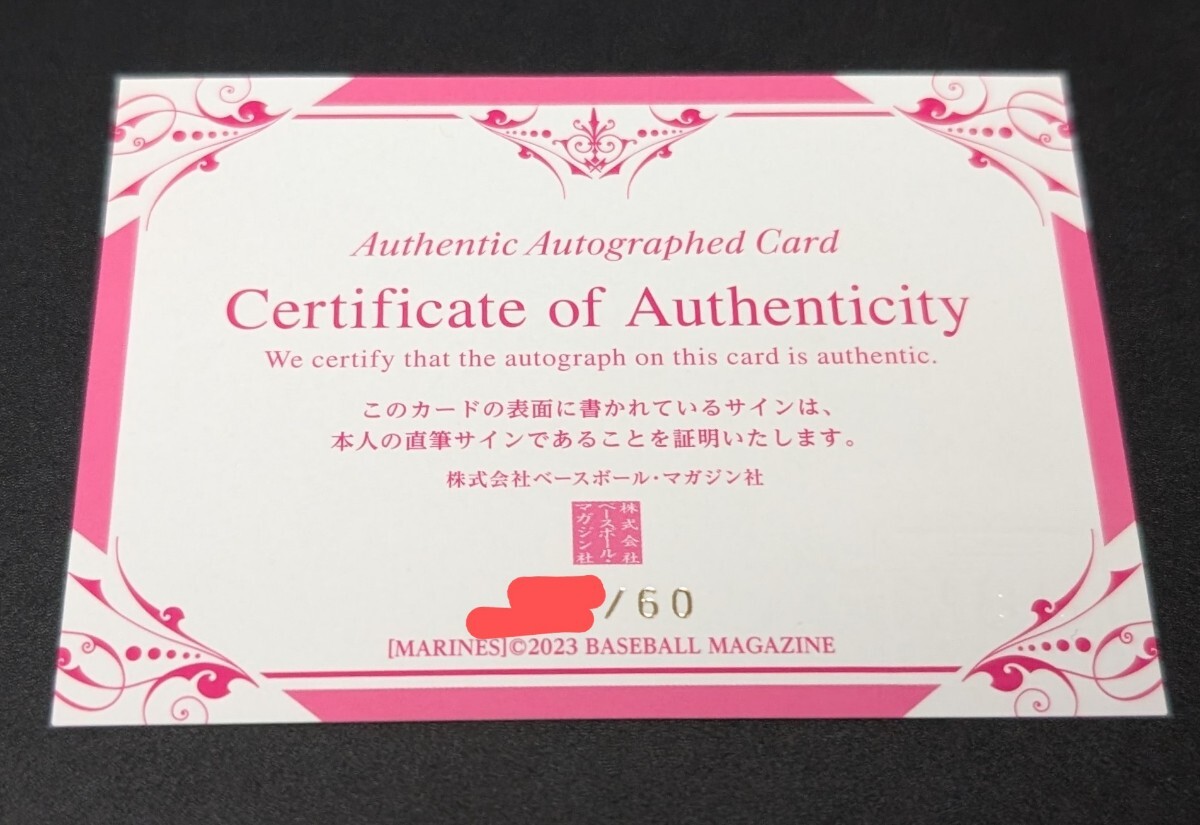 Authentic Autographed Card
Certificate of Authenticity
We certify that the autograph on this card is authentic.
このカードの表面に書かれているサインは、
本人の直筆サインであることを証明いたします。
株式会社ベースボール・マガジン社
株式会社
ベースボール・
マガジン社
/60
[MARINES]©2023 BASEBALL MAGAZINE